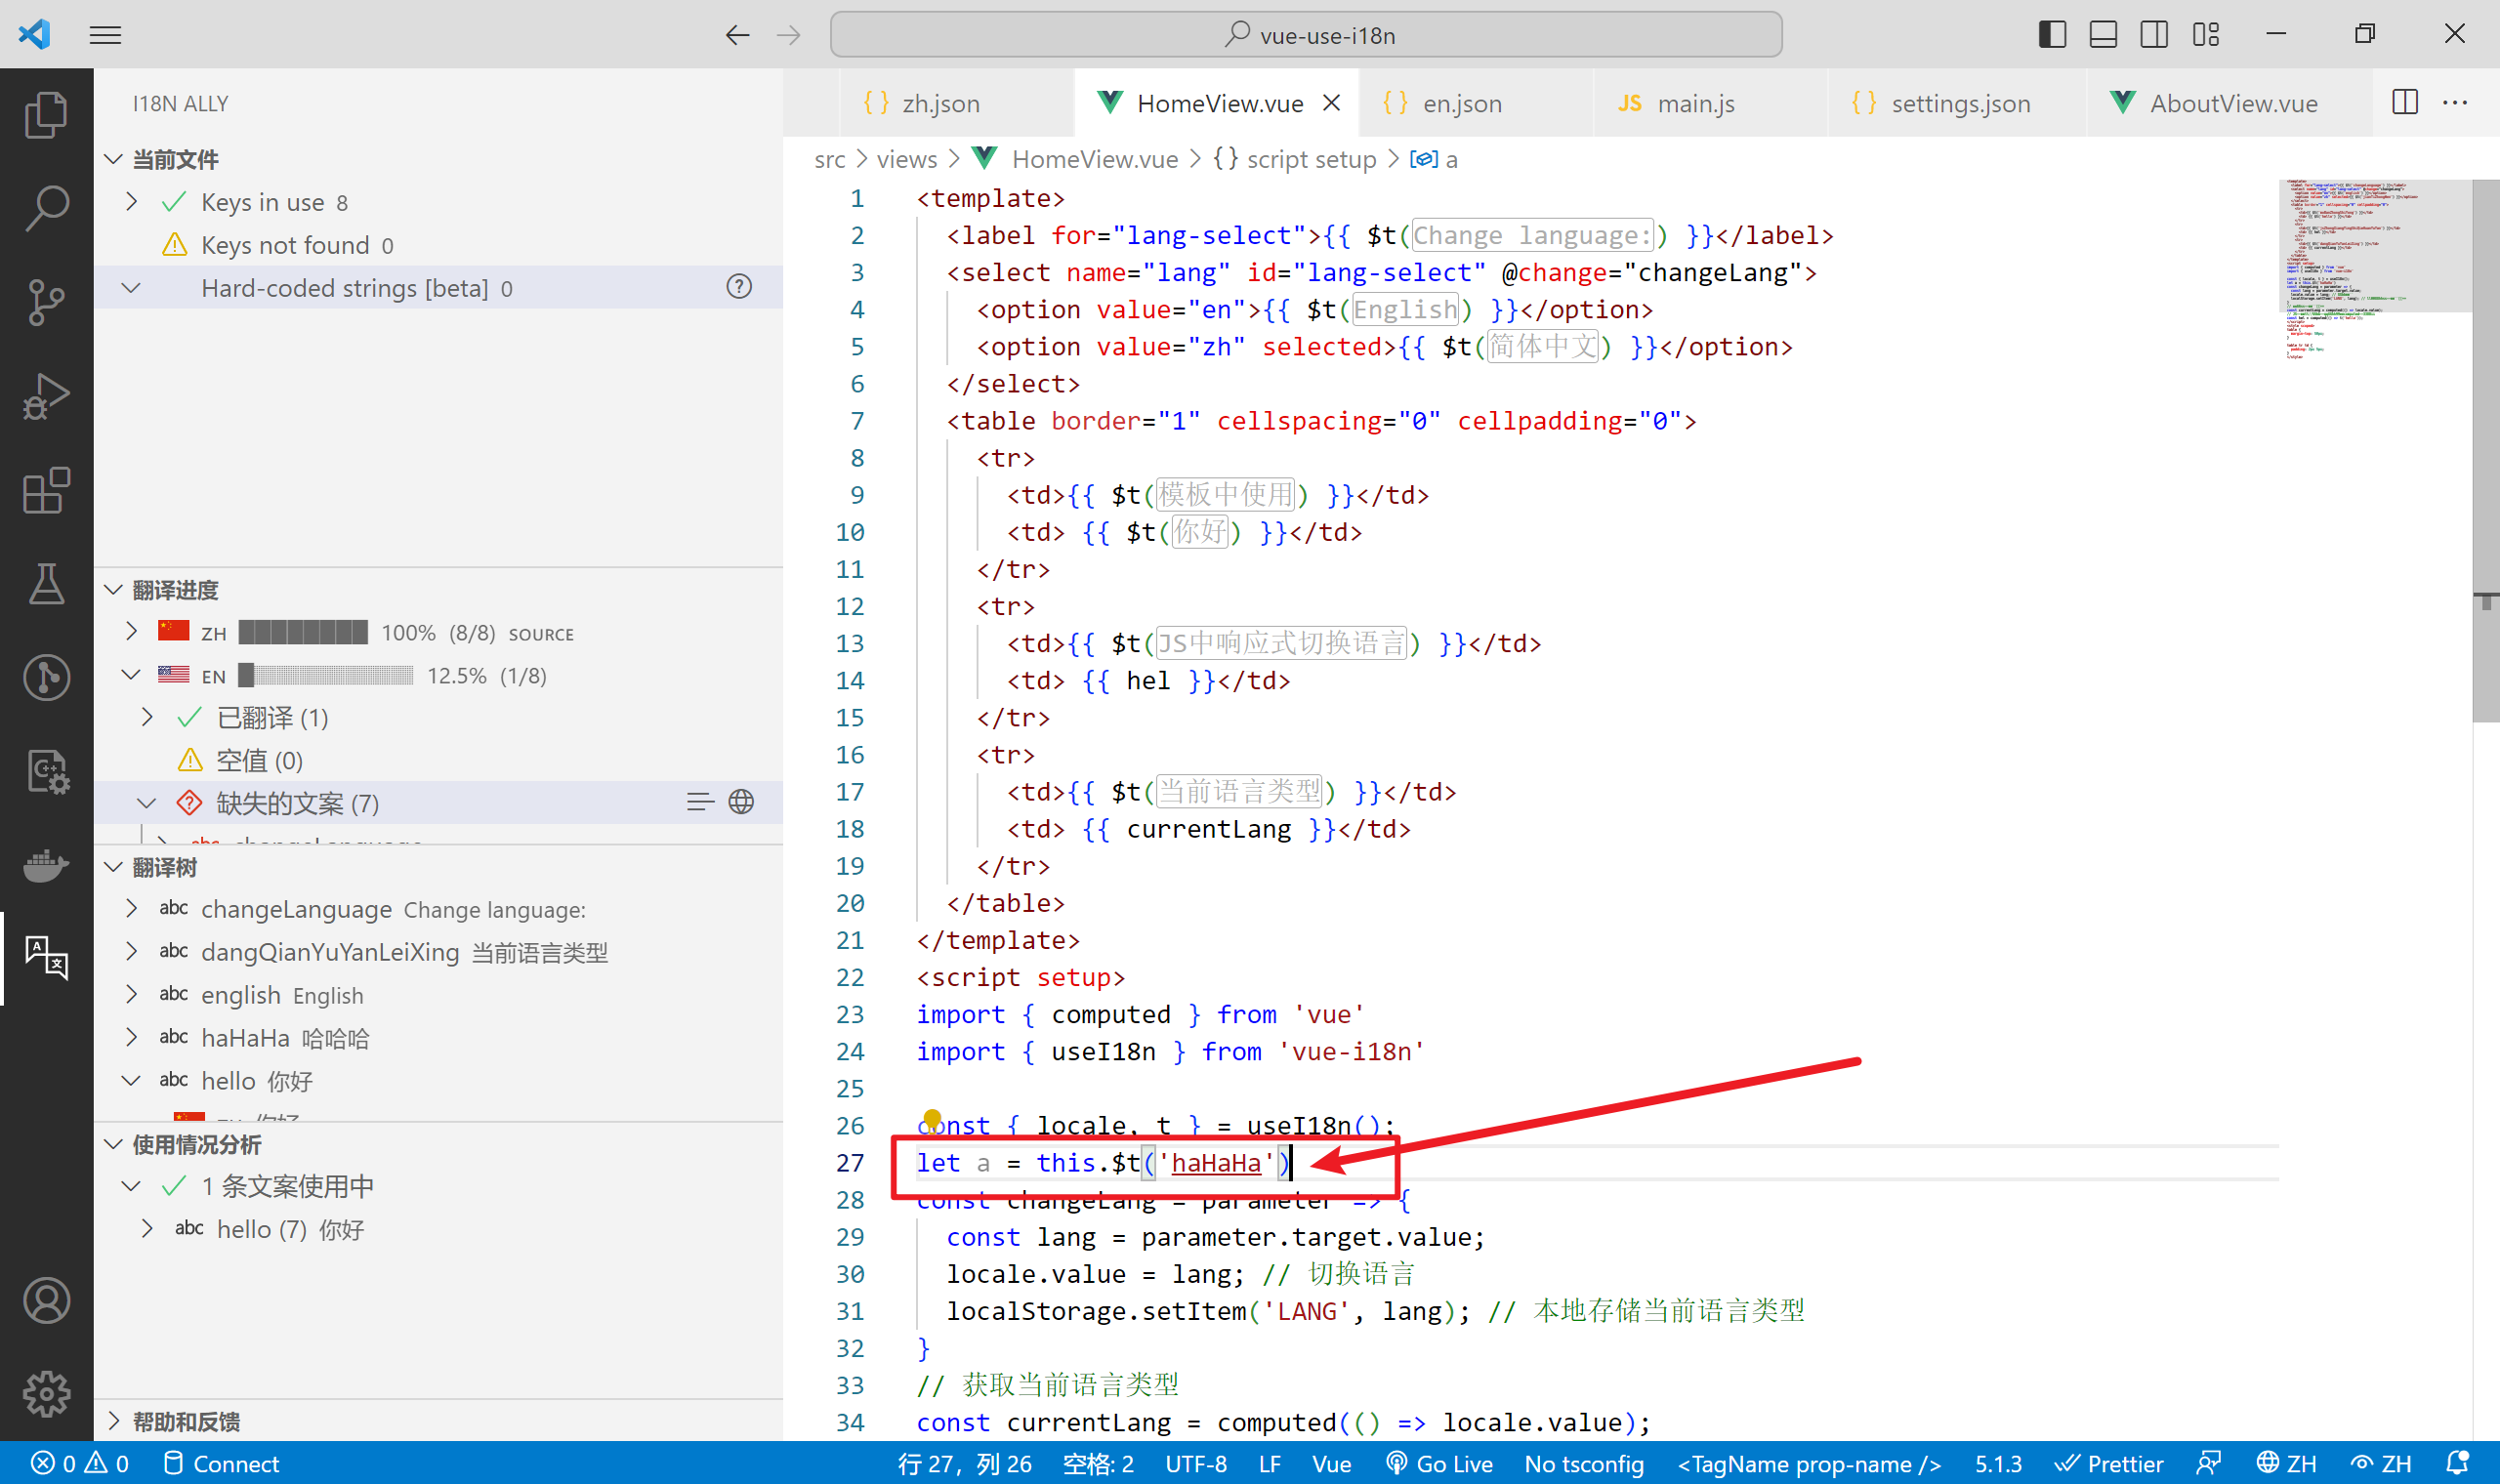 vue-use-i18n
I18N ALLY
当前文件
Keys in use 8
Keys not found 0
Hard-coded strings [beta] 0
翻译进度
ZH 100% (8/8) SOURCE
EN 12.5% (1/8)
已翻译 (1)
空值 (0)
缺失的文案 (7)
abc changeLanguage
翻译树
abc changeLanguage Change language:
abc dangQianYuYanLeiXing 当前语言类型
abc english English
abc haHaHa 哈哈哈
abc hello 你好
ZH 你好
使用情况分析
1 条文案使用中
abc hello (7) 你好
帮助和反馈
{ } zh.json
HomeView.vue
{ } en.json
JS main.js
{ } settings.json
AboutView.vue
src > views > HomeView.vue > { } script setup > a
1 <template>
2 <label for="lang-select">{{ $t(Change language:) }}</label>
3 <select name="lang" id="lang-select" @change="changeLang">
4 <option value="en">{{ $t(English) }}</option>
5 <option value="zh" selected>{{ $t(简体中文) }}</option>
6 </select>
7 <table border="1" cellspacing="0" cellpadding="0">
8 <tr>
9 <td>{{ $t(模板中使用) }}</td>
10 <td> {{ $t(你好) }}</td>
11 </tr>
12 <tr>
13 <td>{{ $t(JS中响应式切换语言) }}</td>
14 <td> {{ hel }}</td>
15 </tr>
16 <tr>
17 <td>{{ $t(当前语言类型) }}</td>
18 <td> {{ currentLang }}</td>
19 </tr>
20 </table>
21 </template>
22 <script setup>
23 import { computed } from 'vue'
24 import { useI18n } from 'vue-i18n'
25
26 const { locale, t } = useI18n();
27 let a = this.$t('haHaHa')
28 const changeLang = parameter => {
29 const lang = parameter.target.value;
30 locale.value = lang; // 切换语言
31 localStorage.setItem('LANG', lang); // 本地存储当前语言类型
32 }
33 // 获取当前语言类型
34 const currentLang = computed(() => locale.value);
0 0 Connect 行 27，列 26 空格: 2 UTF-8 LF Vue Go Live No tsconfig <TagName prop-name /> 5.1.3 Prettier ZH ZH